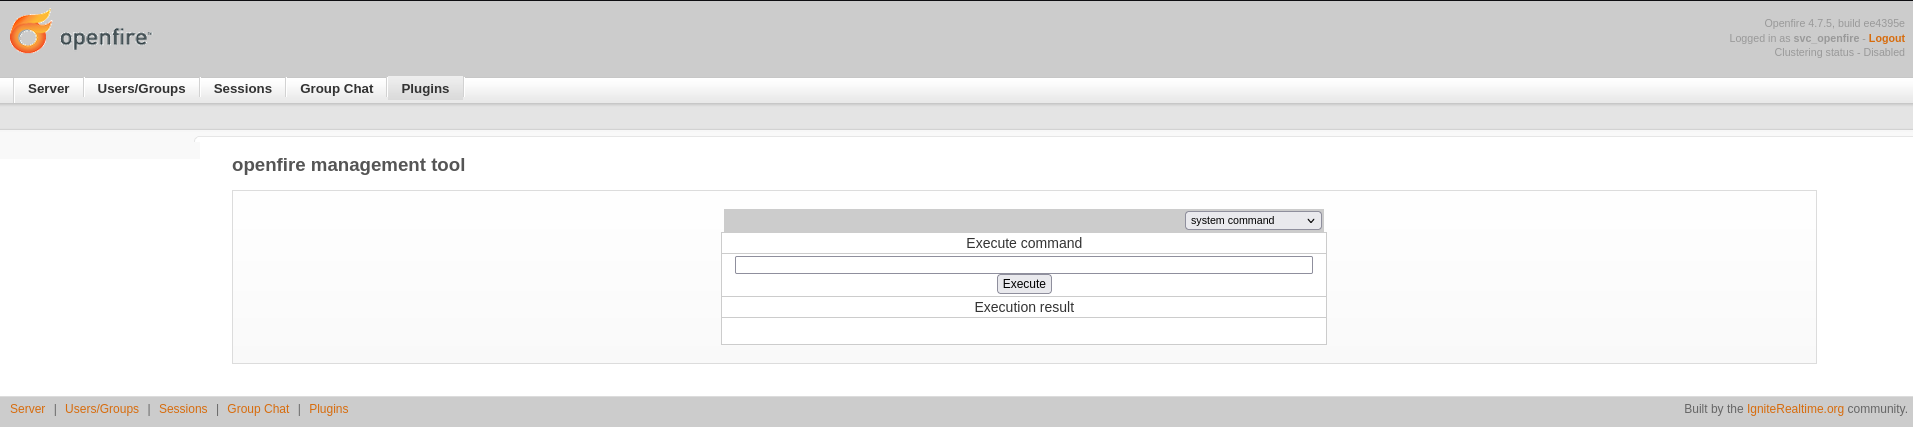 openfire™
Openfire 4.7.5, build ee4395e
Logged in as svc_openfire - Logout
Clustering status - Disabled
Server Users/Groups Sessions Group Chat Plugins
openfire management tool
system command
Execute command
Execute
Execution result
Server | Users/Groups | Sessions | Group Chat | Plugins
Built by the IgniteRealtime.org community.